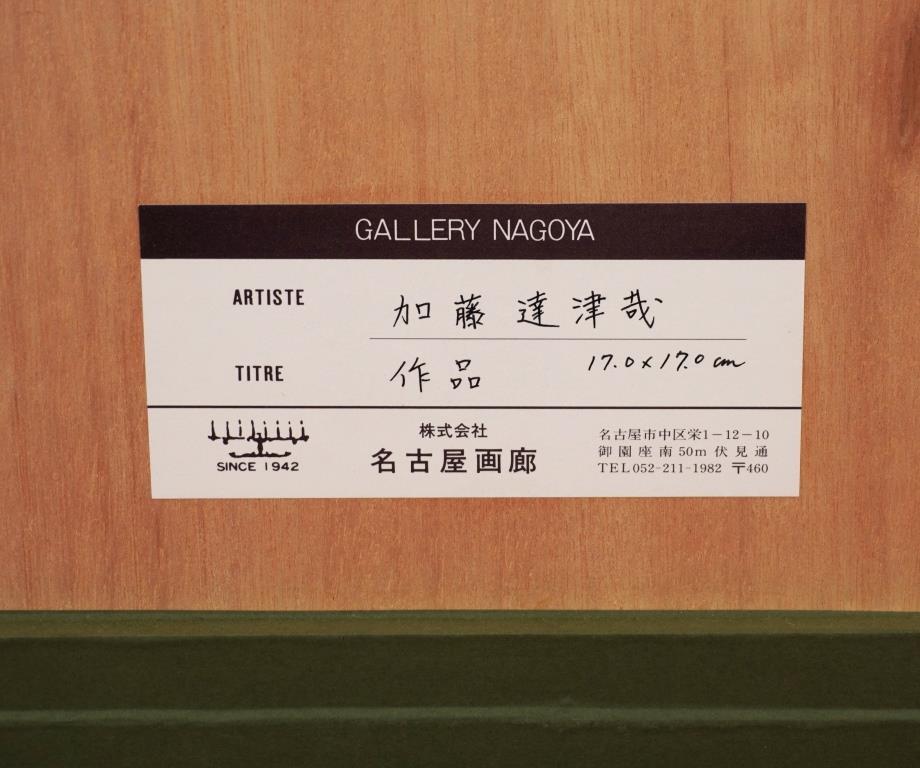 GALLERY NAGOYA
ARTISTE 加藤達津哉
TITRE 作品 17.0×17.0cm
SINCE 1942
株式会社
名古屋画廊
名古屋市中区栄1-12-10
御園座南50m伏見通
TEL052-211-1982 〒460